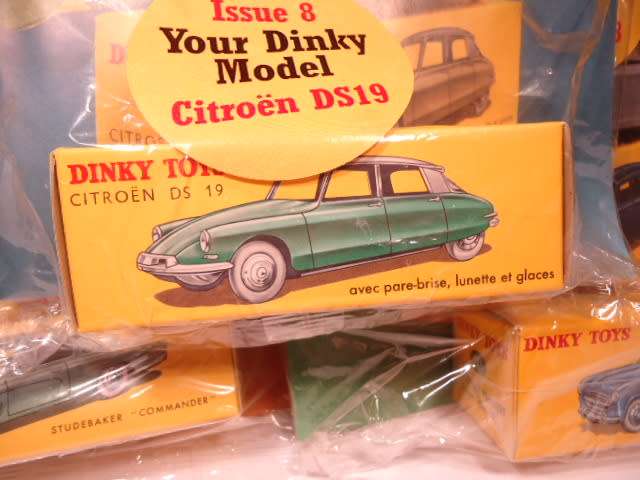 Issue 8
Your Dinky
Model
Citroën DS19
DINKY TOYS
CITROËN DS 19
avec pare-brise, lunette et glaces
STUDEBAKER "COMMANDER"
DINKY TOYS